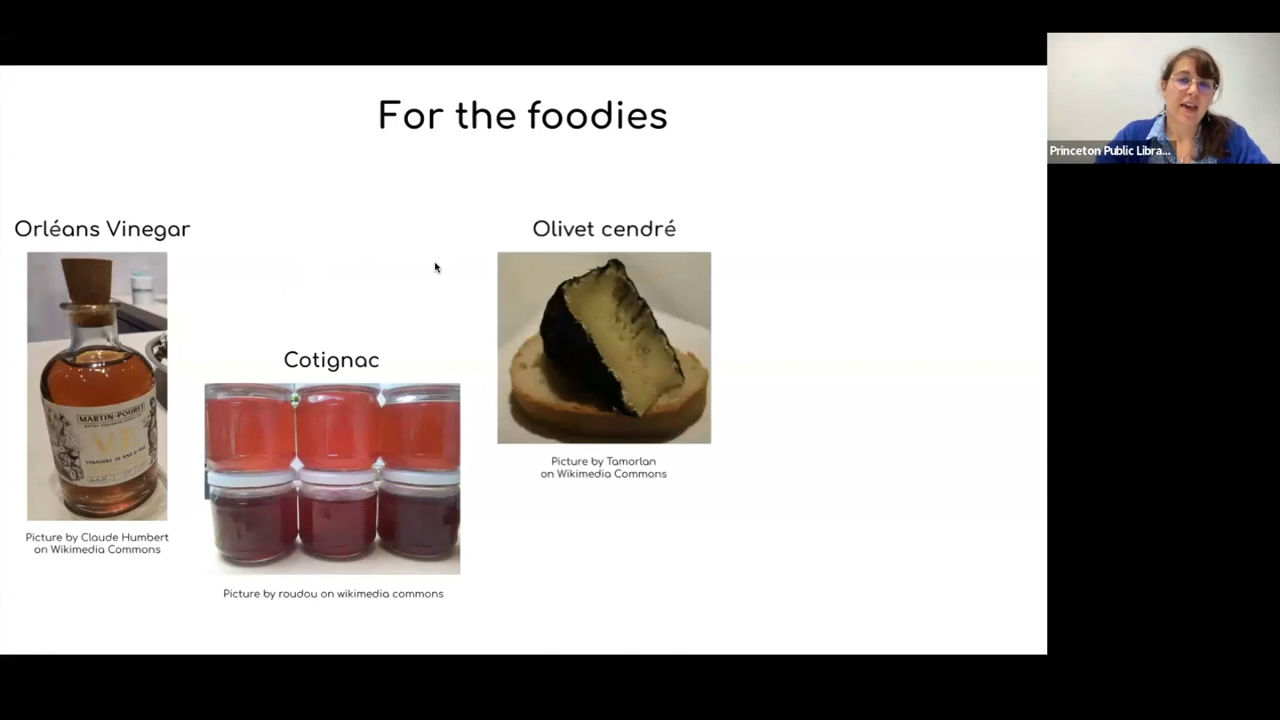 For the foodies
Orléans Vinegar
MARTIN-POURET
Picture by Claude Humbert
on Wikimedia Commons
Cotignac
Picture by roudou on wikimedia commons
Olivet cendré
Picture by Tamorlan
on Wikimedia Commons
Princeton Public Libra...